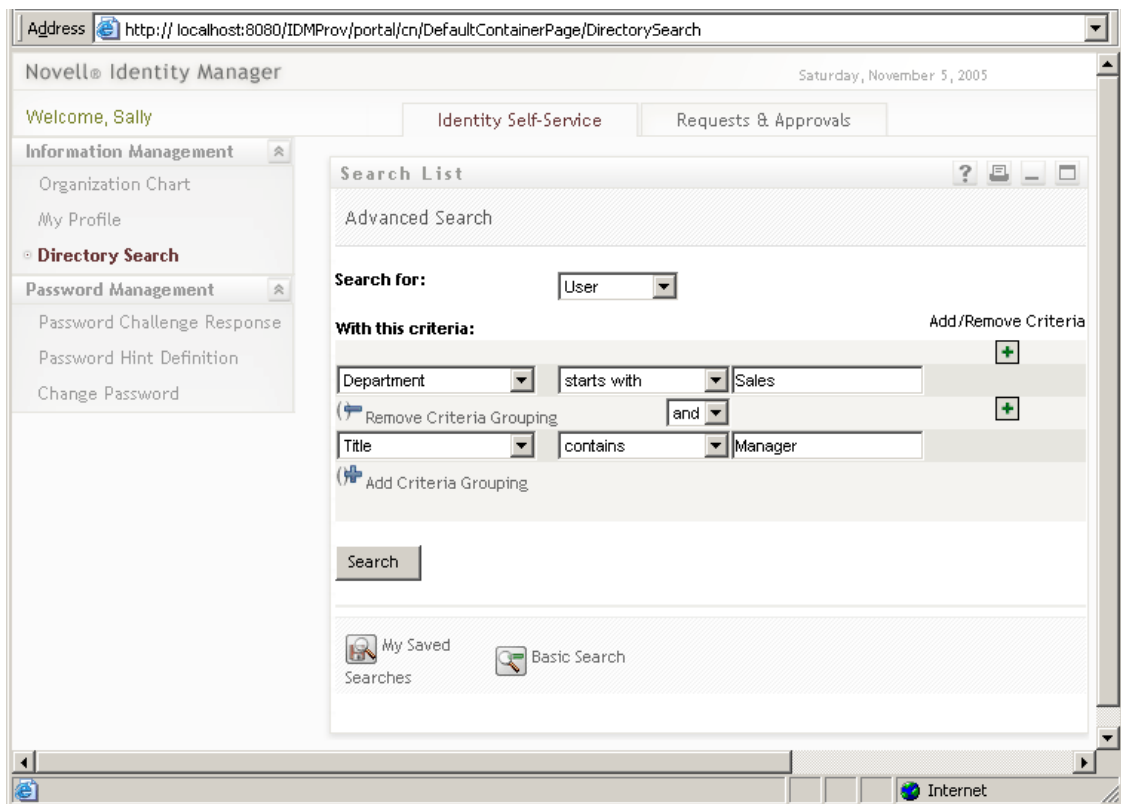 Address http:// localhost:8080/IDMProv/portal/cn/DefaultContainerPage/DirectorySearch
Novell® Identity Manager
Saturday, November 5, 2005
Welcome, Sally
Identity Self-Service
Requests & Approvals
Information Management
Organization Chart
My Profile
Directory Search
Password Management
Password Challenge Response
Password Hint Definition
Change Password
Search List
?
Advanced Search
Search for:
User
With this criteria:
Add/Remove Criteria
Department
starts with
Sales
Remove Criteria Grouping
and
Title
contains
Manager
Add Criteria Grouping
Search
My Saved
Searches
Basic Search
Internet